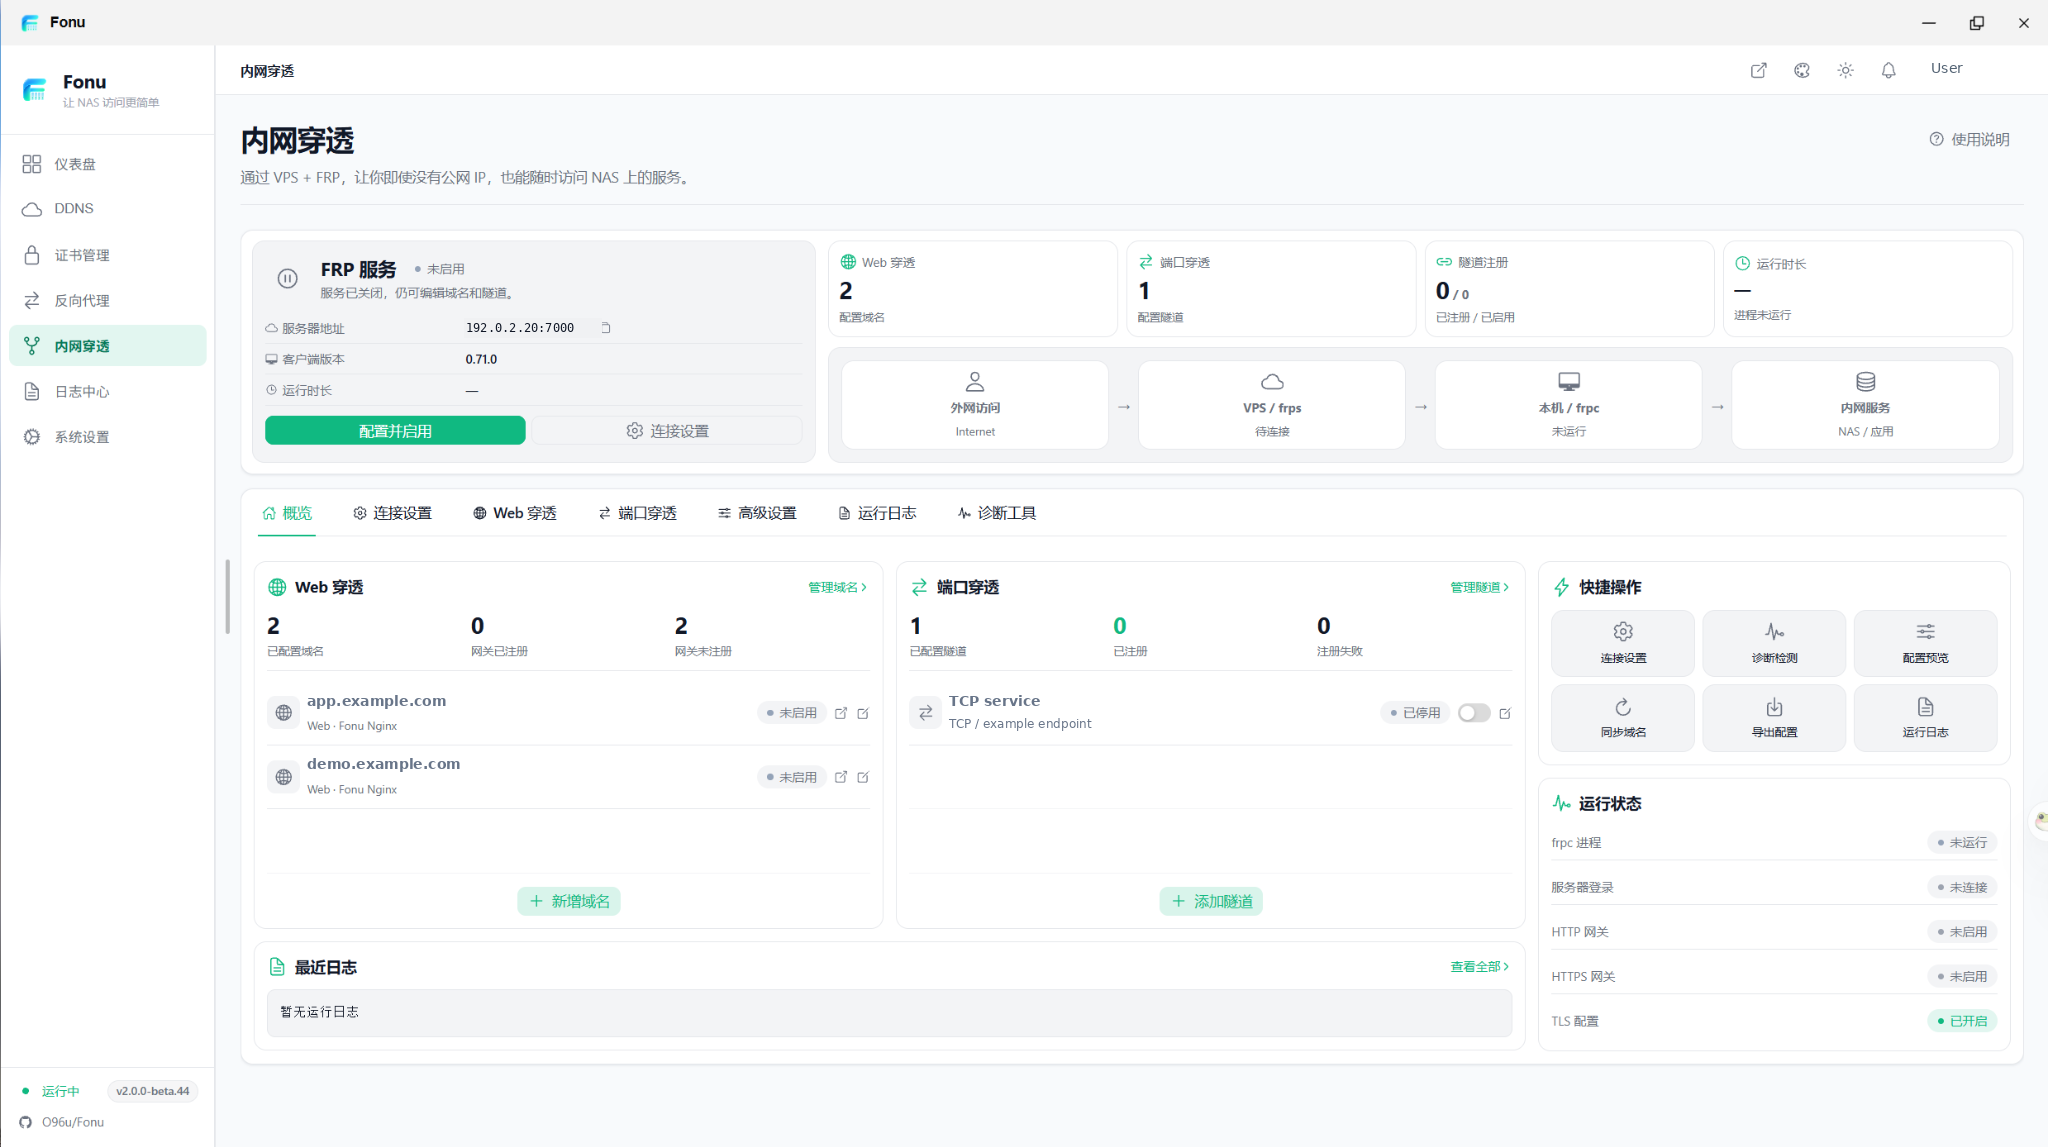 Fonu
Fonu
让 NAS 访问更简单
仪表盘
DDNS
证书管理
反向代理
内网穿透
日志中心
系统设置
运行中
v2.0.0-beta.44
O96u/Fonu
内网穿透
User
内网穿透
使用说明
通过 VPS + FRP，让你即使没有公网 IP，也能随时访问 NAS 上的服务。
FRP 服务
未启用
服务已关闭，仍可编辑域名和隧道。
服务器地址
192.0.2.20:7000
客户端版本
0.71.0
运行时长
—
配置并启用
连接设置
Web 穿透
2
配置域名
端口穿透
1
配置隧道
隧道注册
0 / 0
已注册 / 已启用
运行时长
—
进程未运行
外网访问
Internet
→
VPS / frps
待连接
→
本机 / frpc
未运行
→
内网服务
NAS / 应用
概览
连接设置
Web 穿透
端口穿透
高级设置
运行日志
诊断工具
Web 穿透
管理域名
2
已配置域名
0
网关已注册
2
网关未注册
app.example.com
Web · Fonu Nginx
未启用
demo.example.com
Web · Fonu Nginx
未启用
新增域名
端口穿透
管理隧道
1
已配置隧道
0
已注册
0
注册失败
TCP service
TCP / example endpoint
已停用
添加隧道
快捷操作
连接设置
诊断检测
配置预览
同步域名
导出配置
运行日志
运行状态
frpc 进程
未运行
服务器登录
未连接
HTTP 网关
未启用
HTTPS 网关
未启用
TLS 配置
已开启
最近日志
查看全部
暂无运行日志